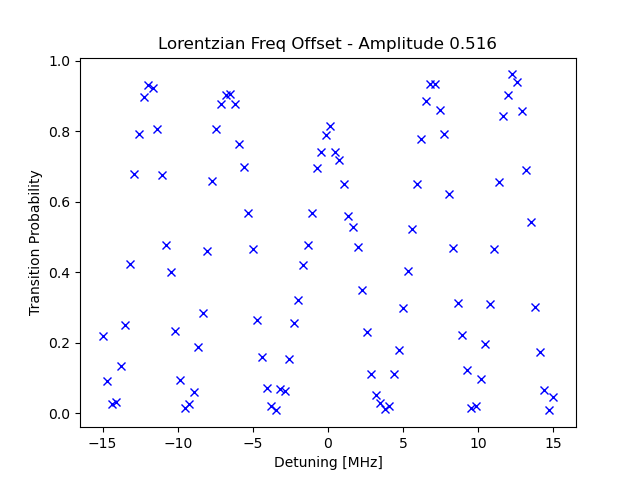 Lorentzian Freq Offset - Amplitude 0.516
Transition Probability
1.0
0.8
0.6
0.4
0.2
0.0
−15 −10 −5 0 5 10 15
Detuning [MHz]